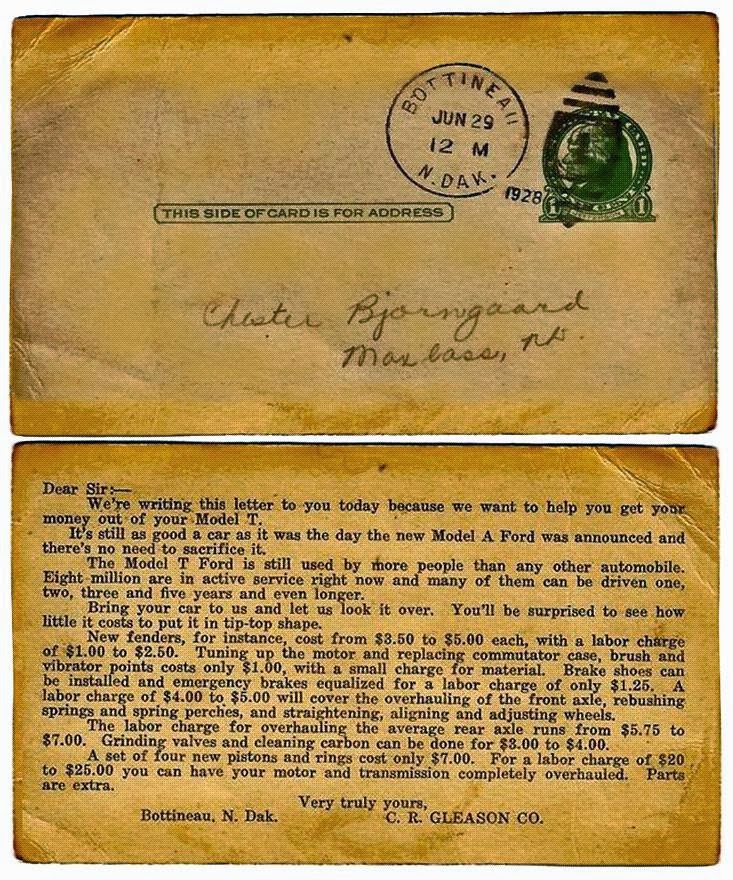 BOTTINEAU
JUN 29
12 M
N. DAK.
1928
1 1
THIS SIDE OF CARD IS FOR ADDRESS
Chester Bjorngaard
Maxbass, nd.
Dear Sir:—
We're writing this letter to you today because we want to help you get your
money out of your Model T.
It's still as good a car as it was the day the new Model A Ford was announced and
there's no need to sacrifice it.
The Model T Ford is still used by more people than any other automobile.
Eight million are in active service right now and many of them can be driven one,
two, three and five years and even longer.
Bring your car to us and let us look it over. You'll be surprised to see how
little it costs to put it in tip-top shape.
New fenders, for instance, cost from $3.50 to $5.00 each, with a labor charge
of $1.00 to $2.50. Tuning up the motor and replacing commutator case, brush and
vibrator points costs only $1.00, with a small charge for material. Brake shoes can
be installed and emergency brakes equalized for a labor charge of only $1.25. A
labor charge of $4.00 to $5.00 will cover the overhauling of the front axle, rebushing
springs and spring perches, and straightening, aligning and adjusting wheels.
The labor charge for overhauling the average rear axle runs from $5.75 to
$7.00. Grinding valves and cleaning carbon can be done for $3.00 to $4.00.
A set of four new pistons and rings cost only $7.00. For a labor charge of $20
to $25.00 you can have your motor and transmission completely overhauled. Parts
are extra.
Very truly yours,
Bottineau, N. Dak. C. R. GLEASON CO.